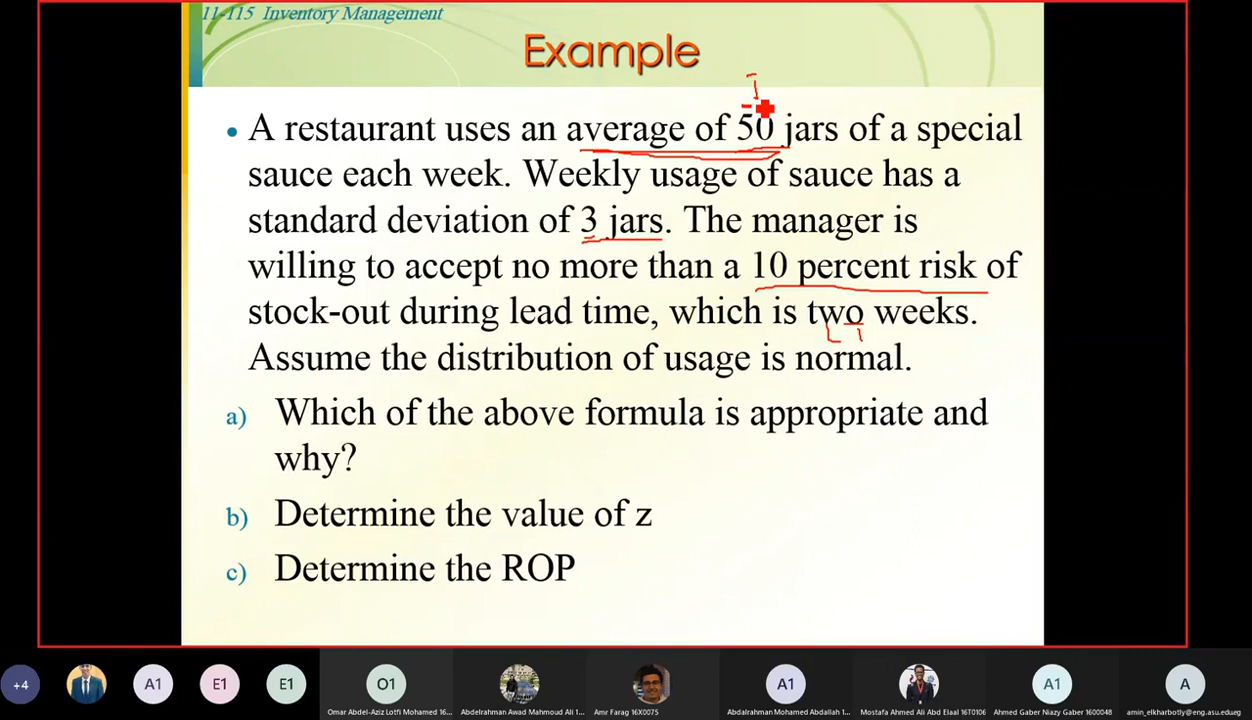 11-115 Inventory Management
Example
• A restaurant uses an average of 50 jars of a special
sauce each week. Weekly usage of sauce has a
standard deviation of 3 jars. The manager is
willing to accept no more than a 10 percent risk of
stock-out during lead time, which is two weeks.
LT
Assume the distribution of usage is normal.
a) Which of the above formula is appropriate and
why?
b) Determine the value of z
c) Determine the ROP
+4
A1
E1
E1
O1
A1
A1
A
Omar Abdel-Aziz Lotfi Mohamed 16...
Abdelrahman Awad Mahmoud Ali 1...
Amr Farag 16X0075
Abdalrahman Mohamed Abdallah 1...
Mostafa Ahmed Ali Abd Elaal 16T0106
Ahmed Gaber Niazy Gaber 1600048
amin_elkharbotly@eng.asu.edueg